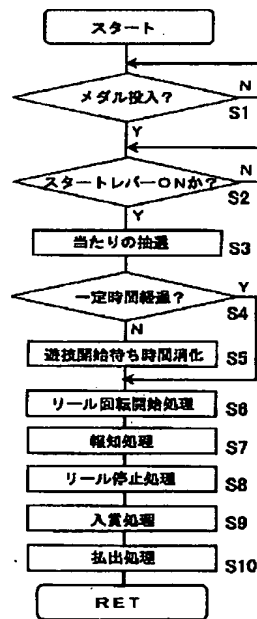 スタート
メダル投入？
N
S1
Y
スタートレバーONか？
N
S2
Y
当たりの抽選
S3
一定時間経過？
Y
S4
N
遊技開始待ち時間消化
S5
リール回転開始処理
S6
報知処理
S7
リール停止処理
S8
入賞処理
S9
払出処理
S10
RET